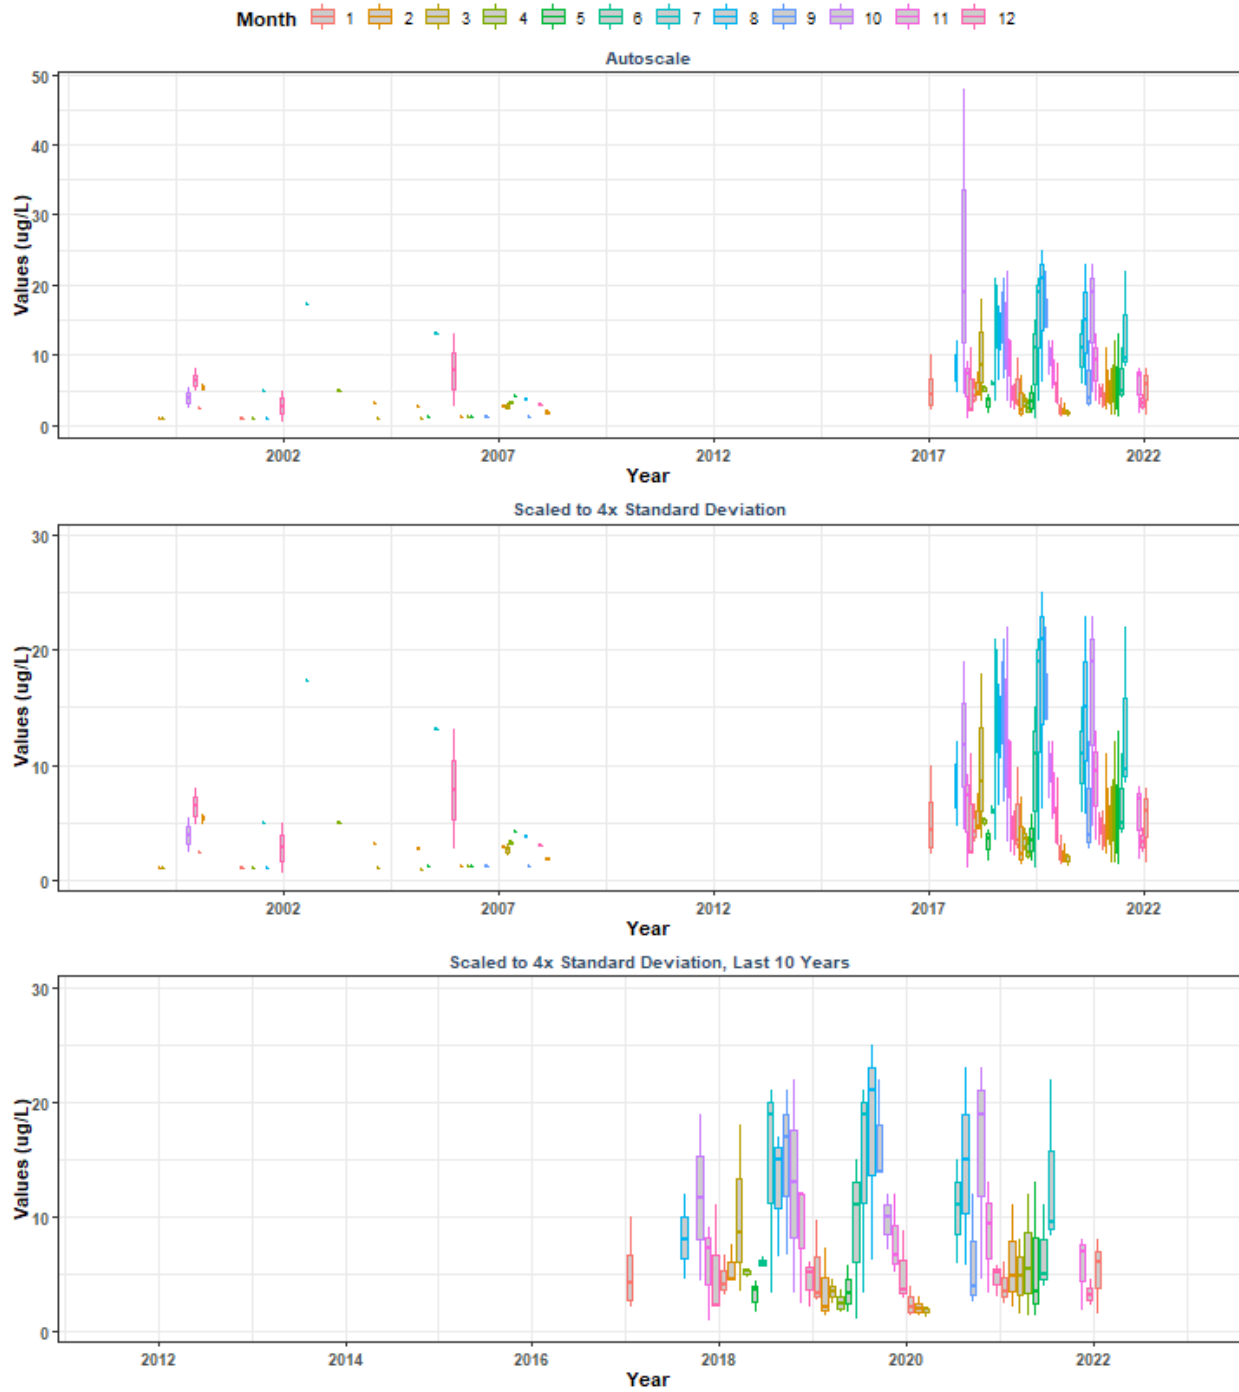 Month 1 2 3 4 5 6 7 8 9 10 11 12
Autoscale
Values (ug/L)
50
40
30
20
10
0
2002 2007 2012 2017 2022
Year
Scaled to 4x Standard Deviation
Values (ug/L)
30
20
10
0
2002 2007 2012 2017 2022
Year
Scaled to 4x Standard Deviation, Last 10 Years
Values (ug/L)
30
20
10
0
2012 2014 2016 2018 2020 2022
Year